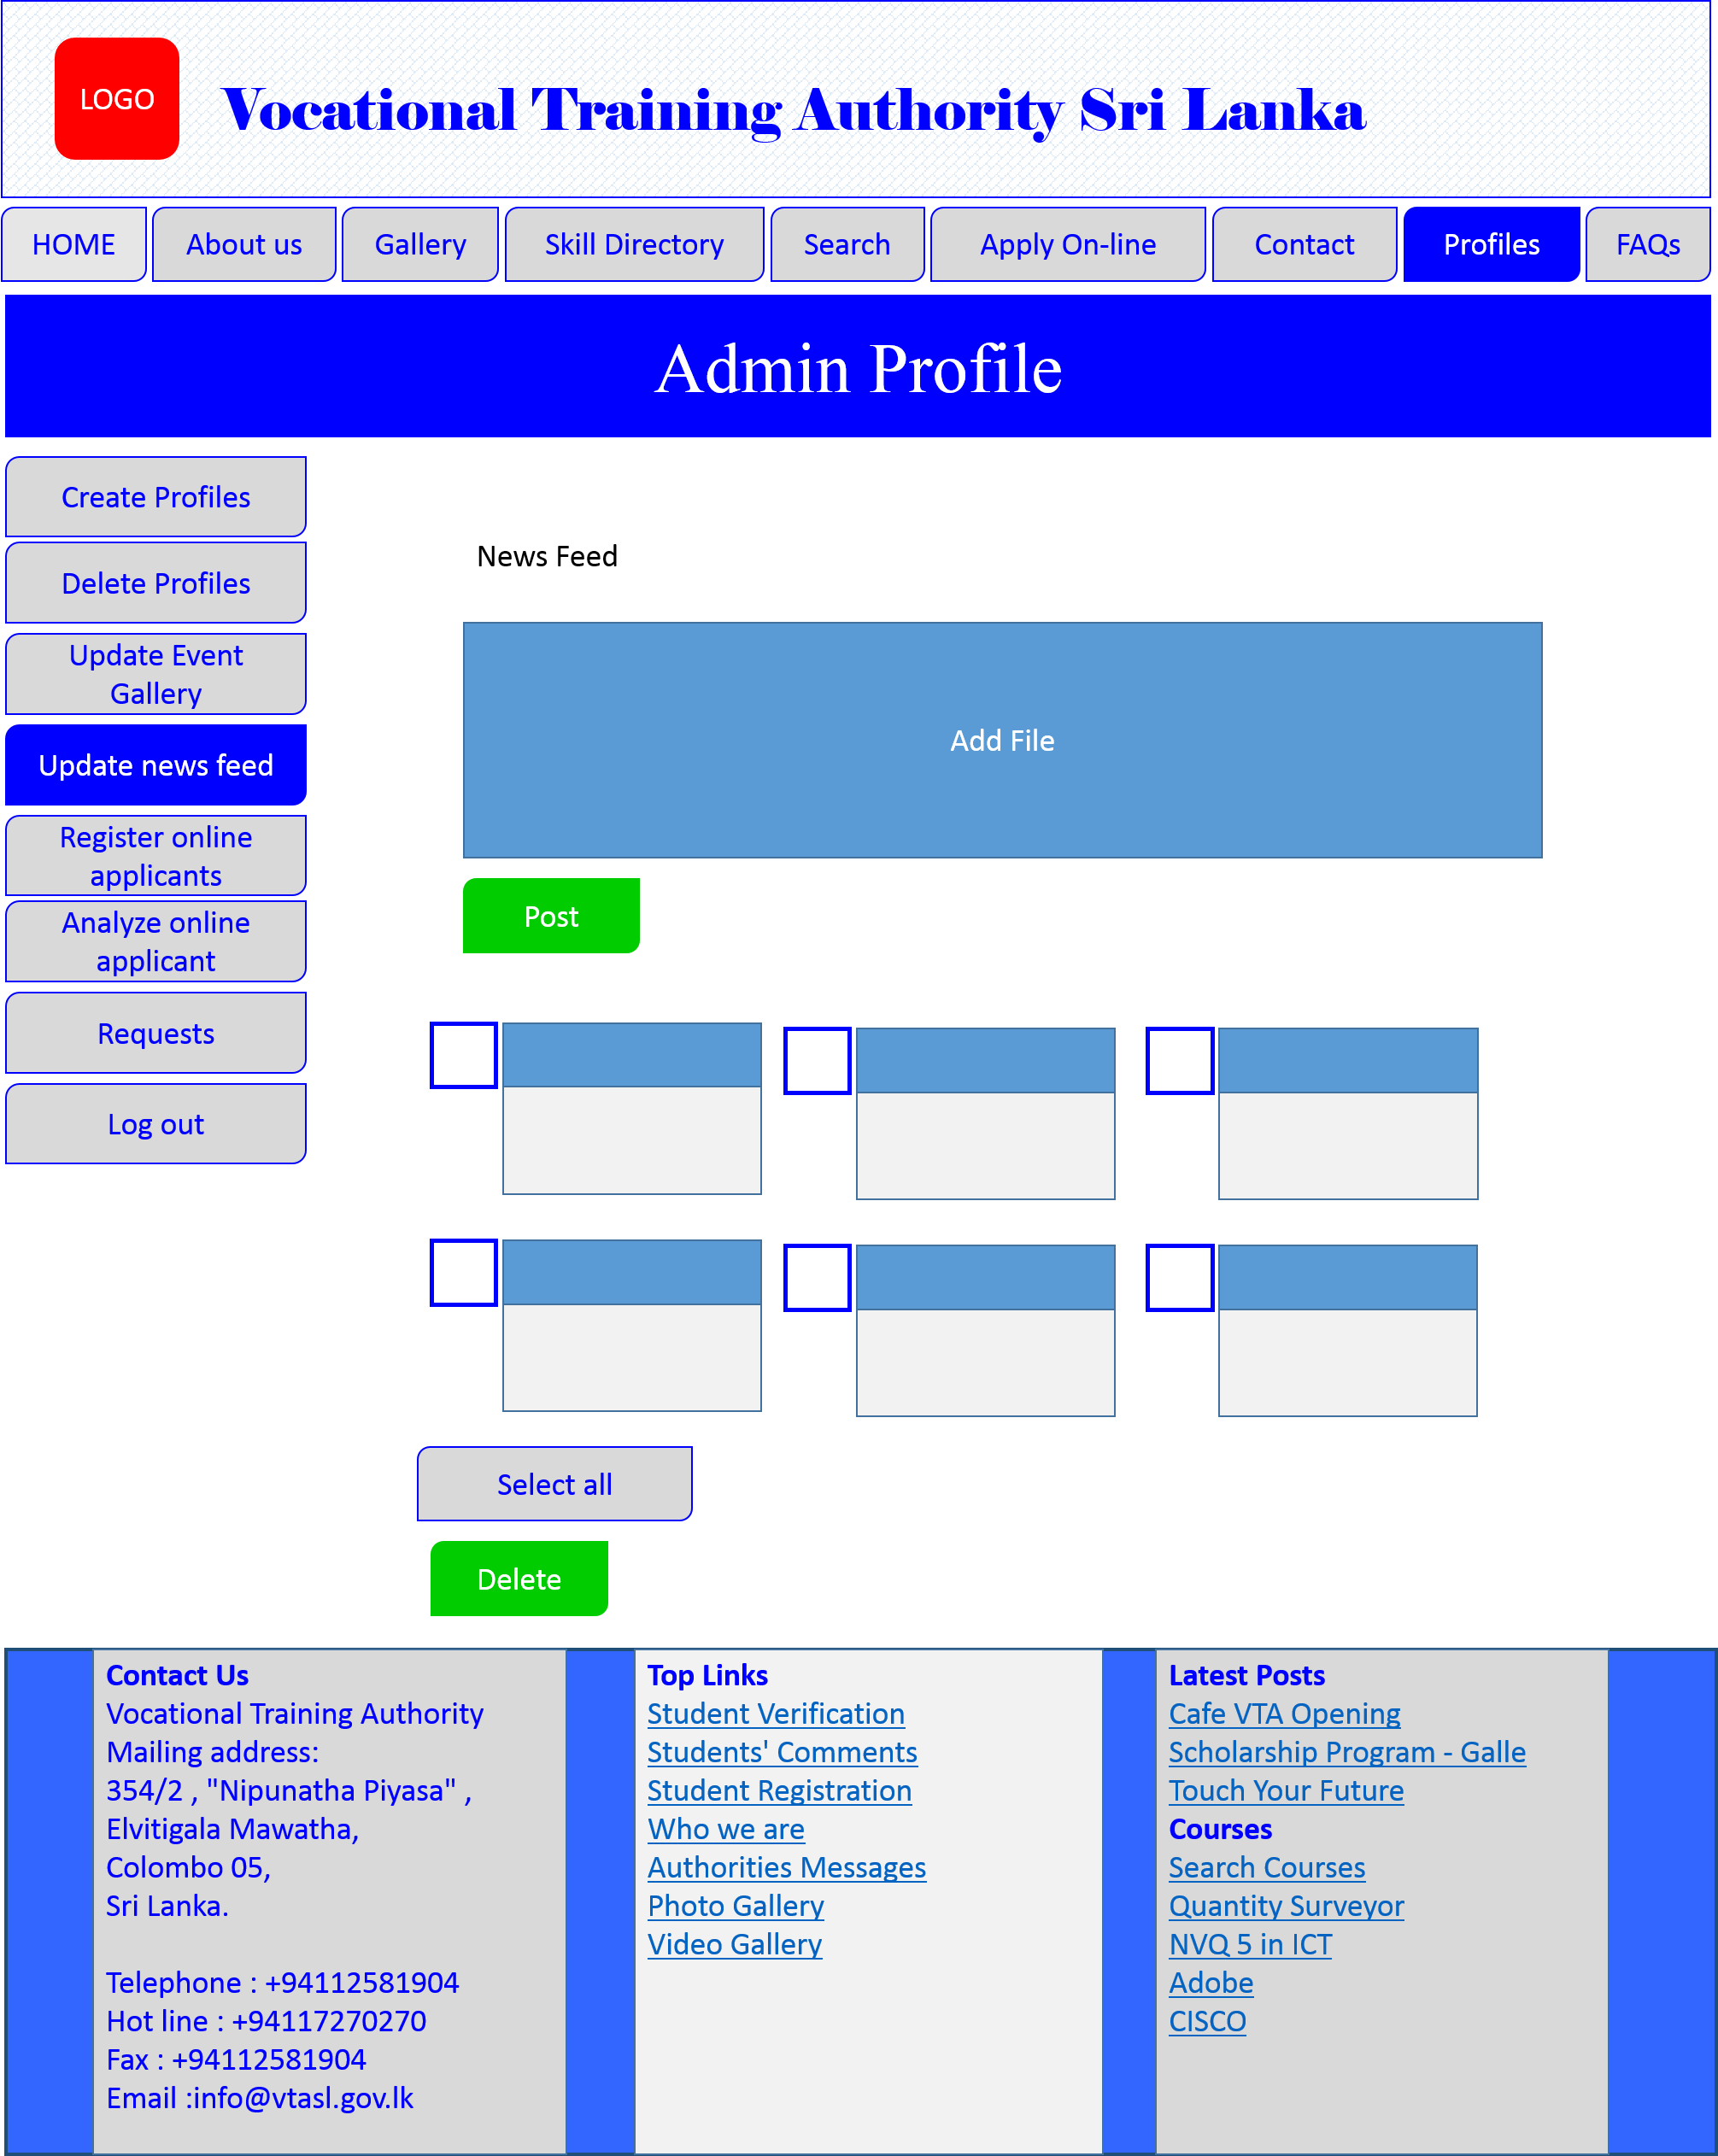 LOGO
Vocational Training Authority Sri Lanka
HOME
About us
Gallery
Skill Directory
Search
Apply On-line
Contact
Profiles
FAQs
Admin Profile
Create Profiles
Delete Profiles
Update Event
Gallery
Update news feed
Register online
applicants
Analyze online
applicant
Requests
Log out
News Feed
Add File
Post
Select all
Delete
Contact Us
Vocational Training Authority
Mailing address:
354/2 , "Nipunatha Piyasa" ,
Elvitigala Mawatha,
Colombo 05,
Sri Lanka.
Telephone : +94112581904
Hot line : +94117270270
Fax : +94112581904
Email :info@vtasl.gov.lk
Top Links
Student Verification
Students' Comments
Student Registration
Who we are
Authorities Messages
Photo Gallery
Video Gallery
Latest Posts
Cafe VTA Opening
Scholarship Program - Galle
Touch Your Future
Courses
Search Courses
Quantity Surveyor
NVQ 5 in ICT
Adobe
CISCO